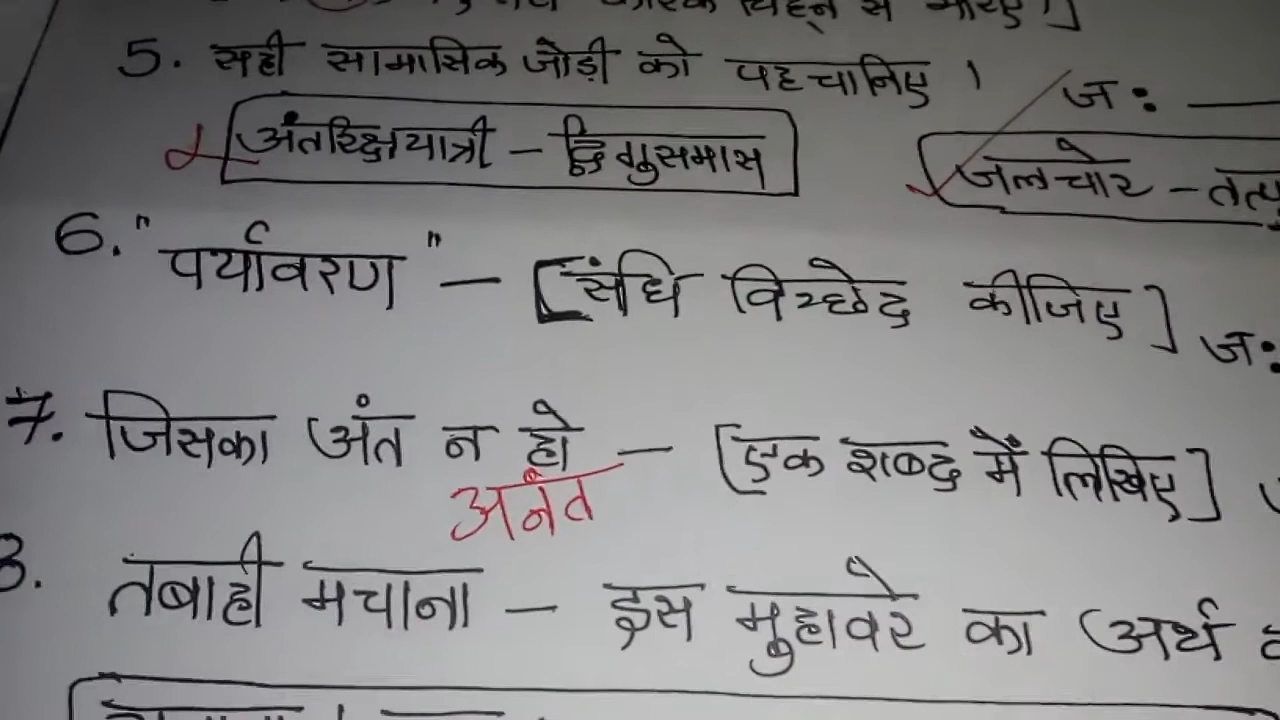 चिह्न से भरिए।]
5. सही सामासिक जोड़ी को पहचानिए । ज: —
अंतरिक्षयात्री – द्विगुसमास जलचोर – तत्पु
6. "पर्यावरण" – [संधि विच्छेद कीजिए] ज:
7. जिसका अंत न हो – [एक शब्द में लिखिए]
अनंत
तबाही मचाना – इस मुहावरे का अर्थ